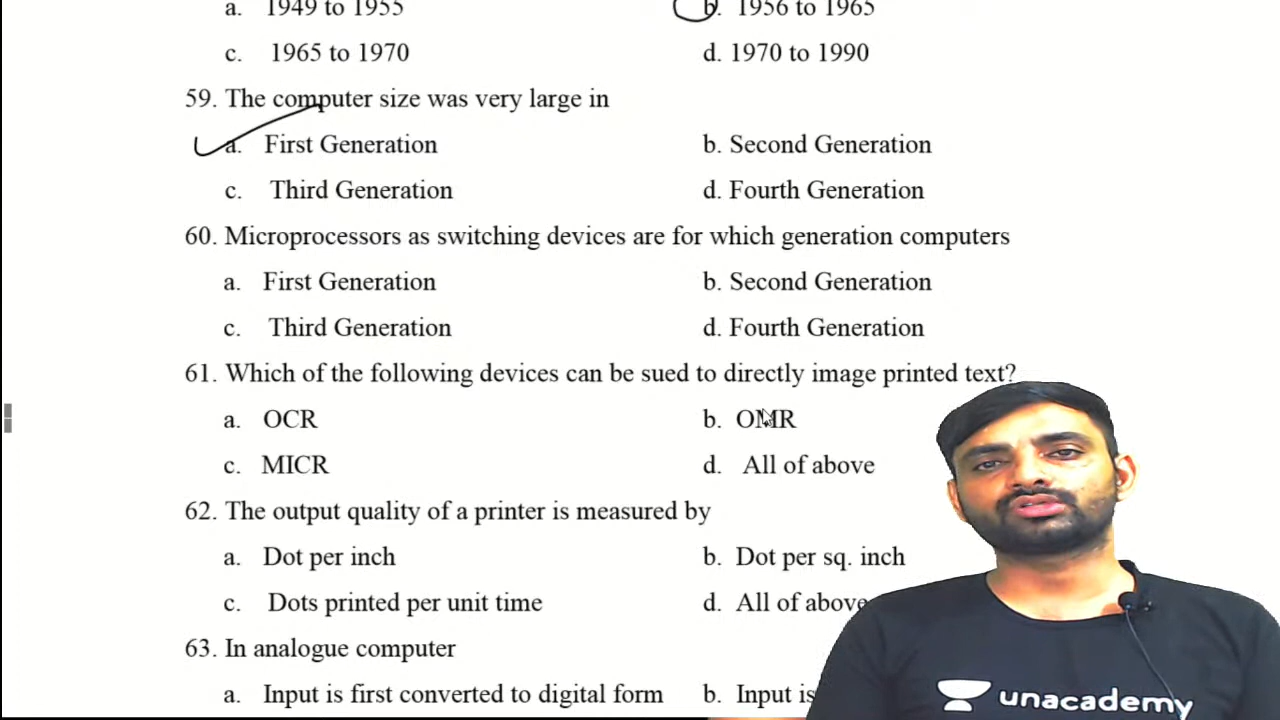 a. 1949 to 1955 b. 1956 to 1965
c. 1965 to 1970 d. 1970 to 1990
59. The computer size was very large in
a. First Generation b. Second Generation
c. Third Generation d. Fourth Generation
60. Microprocessors as switching devices are for which generation computers
a. First Generation b. Second Generation
c. Third Generation d. Fourth Generation
61. Which of the following devices can be sued to directly image printed text?
a. OCR b. OMR
c. MICR d. All of above
62. The output quality of a printer is measured by
a. Dot per inch b. Dot per sq. inch
c. Dots printed per unit time d. All of above
63. In analogue computer
a. Input is first converted to digital form b. Input is
unacademy